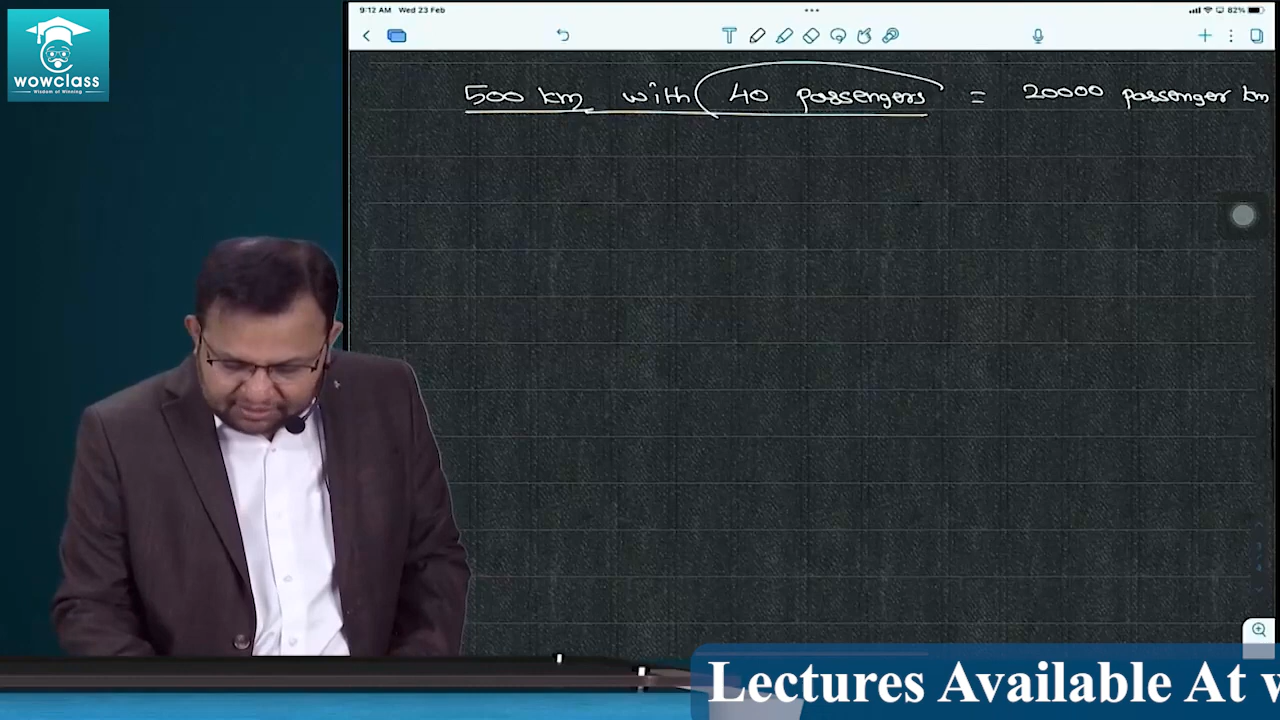 wowclass
Wisdom of Winning
9:12 AM Wed 23 Feb
82%
500 km with 40 passengers = 20000 passenger km
Lectures Available At